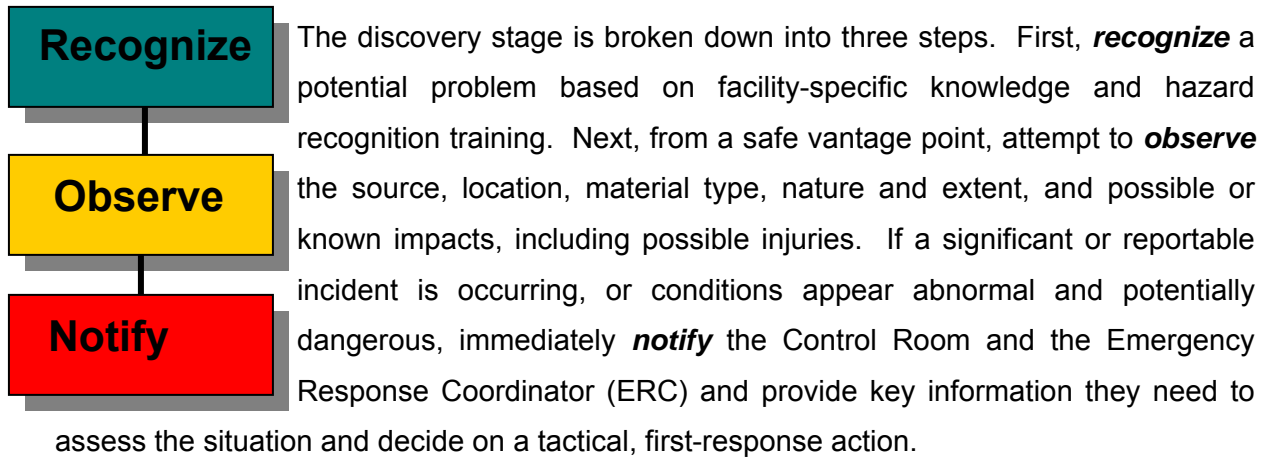 Recognize
Observe
Notify
The discovery stage is broken down into three steps. First, recognize a
potential problem based on facility-specific knowledge and hazard
recognition training. Next, from a safe vantage point, attempt to observe
the source, location, material type, nature and extent, and possible or
known impacts, including possible injuries. If a significant or reportable
incident is occurring, or conditions appear abnormal and potentially
dangerous, immediately notify the Control Room and the Emergency
Response Coordinator (ERC) and provide key information they need to
assess the situation and decide on a tactical, first-response action.